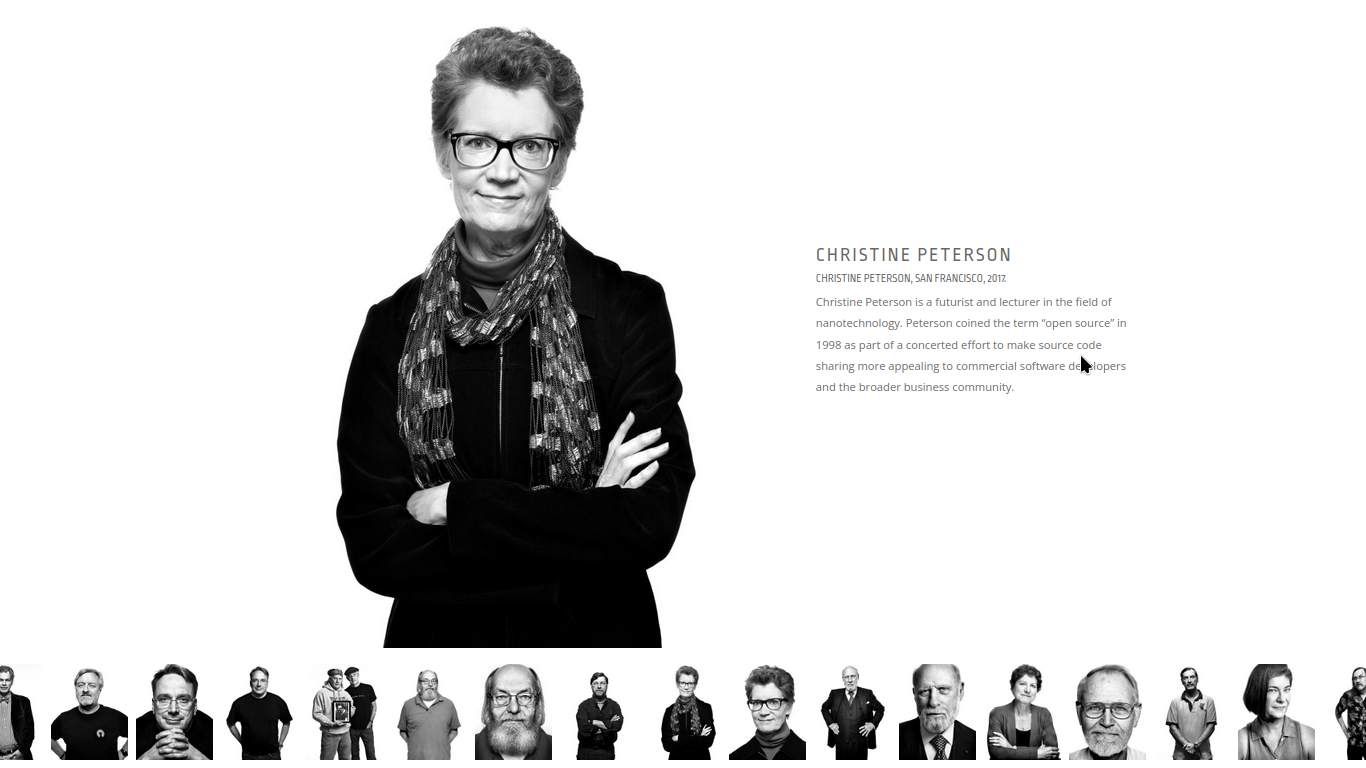 CHRISTINE PETERSON
CHRISTINE PETERSON, SAN FRANCISCO, 2017.
Christine Peterson is a futurist and lecturer in the field of
nanotechnology. Peterson coined the term “open source” in
1998 as part of a concerted effort to make source code
sharing more appealing to commercial software developers
and the broader business community.